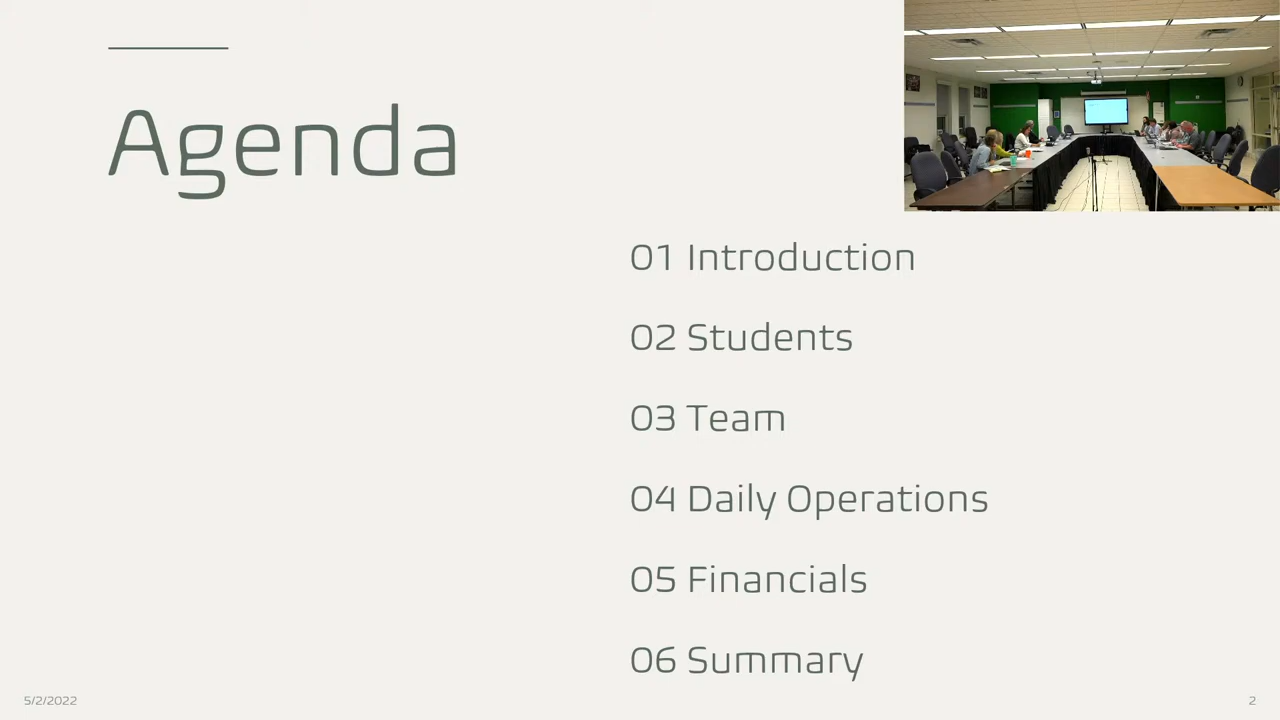 Agenda
01 Introduction
02 Students
03 Team
04 Daily Operations
05 Financials
06 Summary
5/2/2022
2